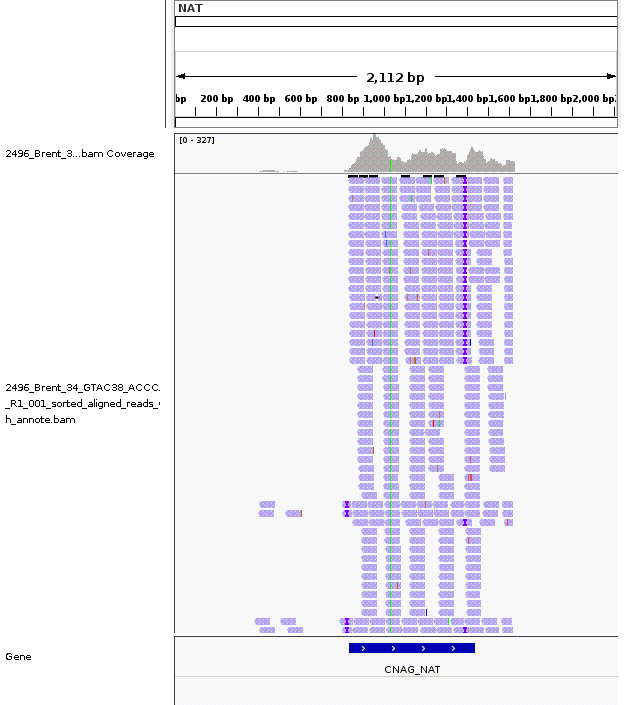 NAT
2,112 bp
bp 200 bp 400 bp 600 bp 800 bp 1,000 bp 1,200 bp 1,400 bp 1,600 bp 1,800 bp 2,000 bp
[0 - 327]
2496_Brent_3...bam Coverage
2496_Brent_34_GTAC38_ACCC.
_R1_001_sorted_aligned_reads_
h_annote.bam
Gene
CNAG_NAT